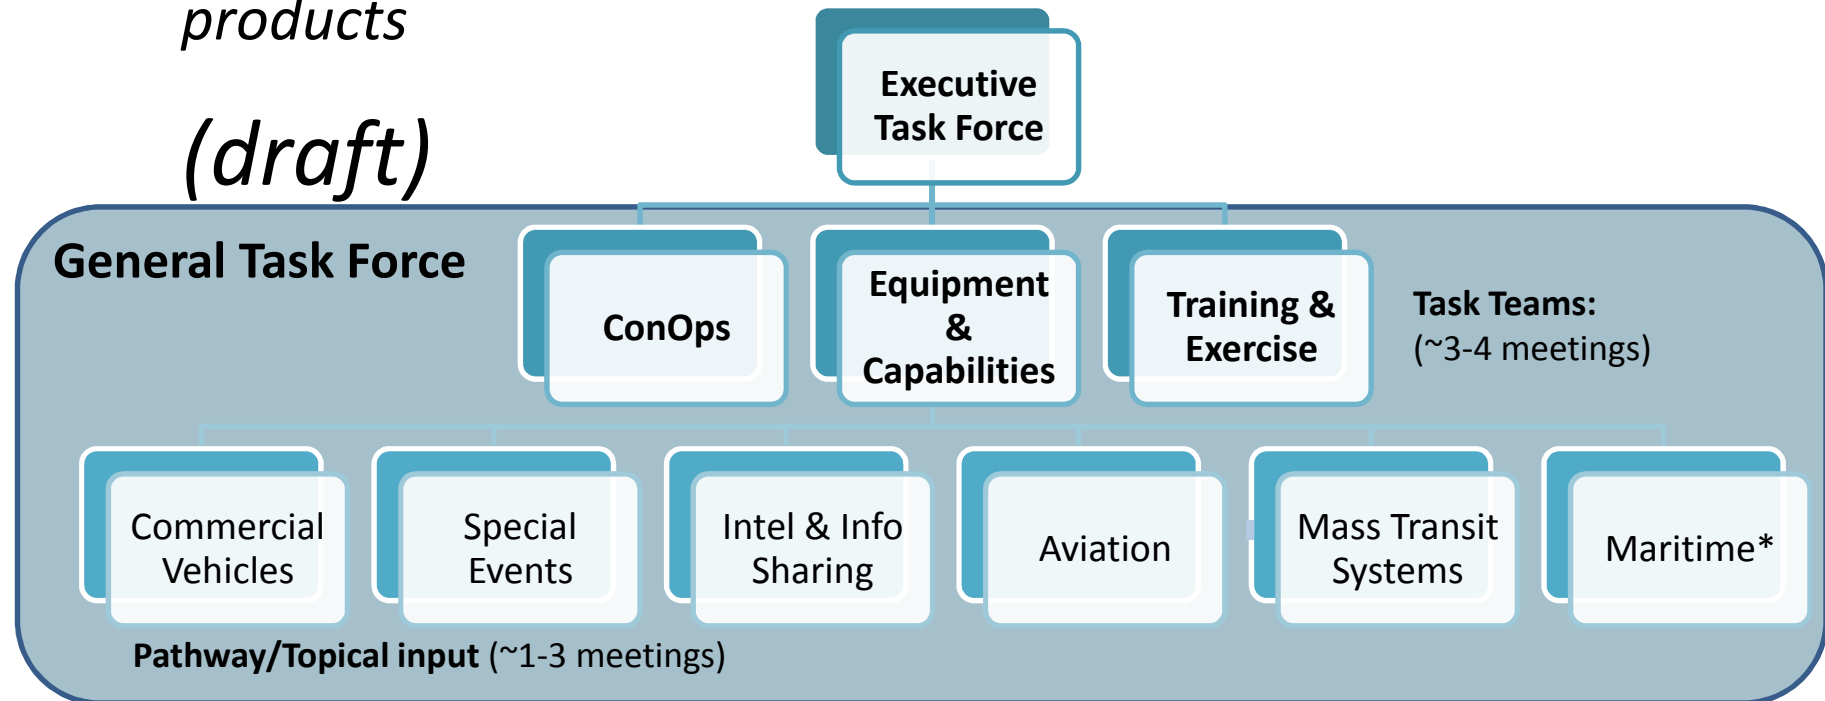 products
(draft)
Executive
Task Force
General Task Force
ConOps
Equipment
&
Capabilities
Training &
Exercise
Task Teams:
(~3-4 meetings)
Commercial
Vehicles
Special
Events
Intel & Info
Sharing
Aviation
Mass Transit
Systems
Maritime*
Pathway/Topical input (~1-3 meetings)